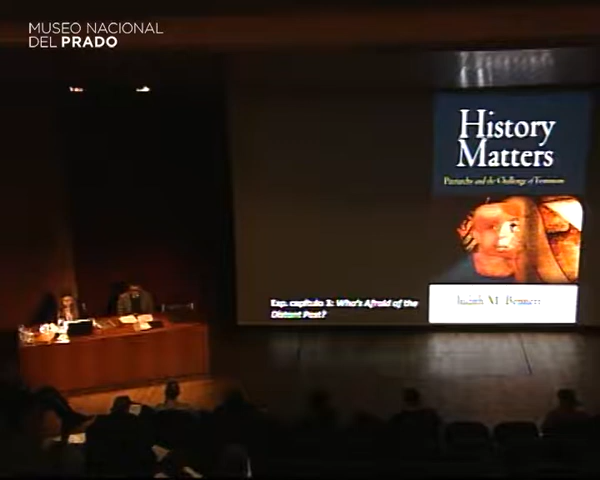 MUSEO NACIONAL
DEL PRADO
History
Matters
Patriarchy and the Challenge of Feminism
Judith M. Bennett
Esp. capítulo 3: Who's Afraid of the
Distant Past?